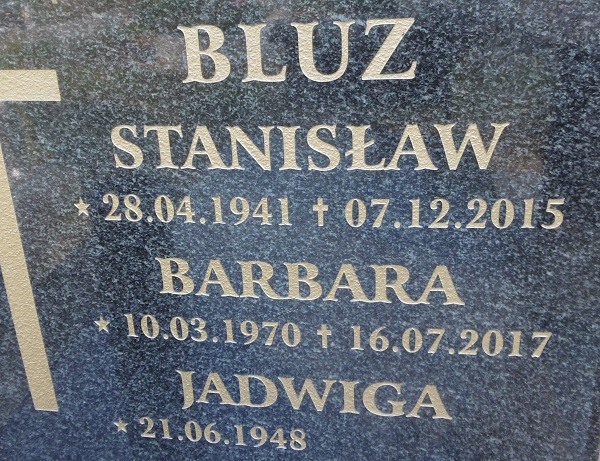 BLUZ
STANISŁAW
* 28.04.1941 † 07.12.2015
BARBARA
* 10.03.1970 † 16.07.2017
JADWIGA
* 21.06.1948